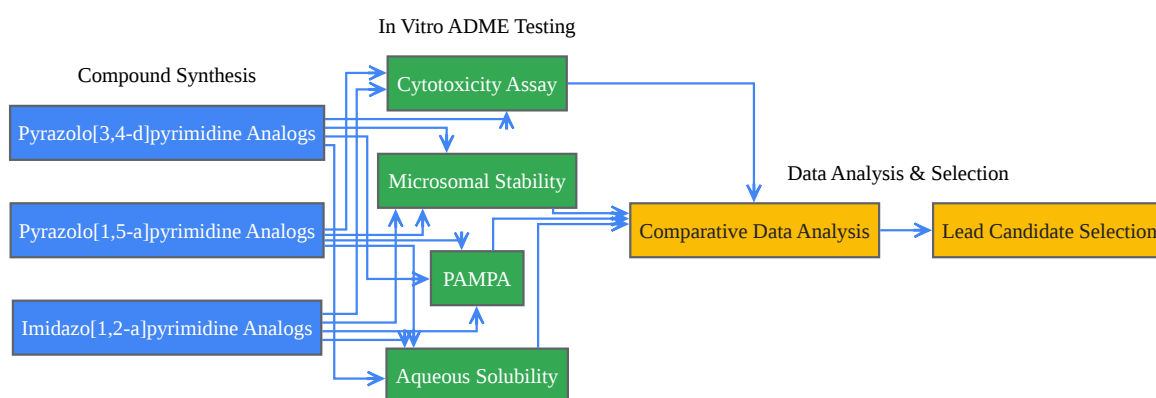 In Vitro ADME Testing
Compound Synthesis
Cytotoxicity Assay
Pyrazolo[3,4-d]pyrimidine Analogs
Microsomal Stability
Data Analysis & Selection
Pyrazolo[1,5-a]pyrimidine Analogs
Comparative Data Analysis
Lead Candidate Selection
PAMPA
Imidazo[1,2-a]pyrimidine Analogs
Aqueous Solubility